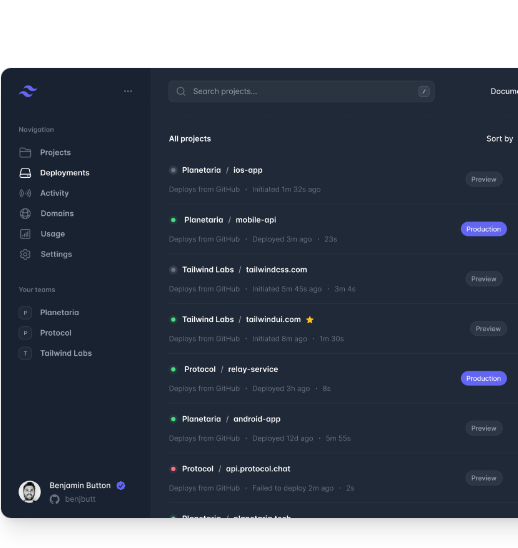 Search projects...
/
Docume
Navigation
Projects
Deployments
Activity
Domains
Usage
Settings
Your teams
P Planetaria
P Protocol
T Tailwind Labs
Benjamin Button
benjbutt
All projects
Sort by
Planetaria / ios-app
Deploys from GitHub · Initiated 1m 32s ago
Preview
Planetaria / mobile-api
Deploys from GitHub · Deployed 3m ago · 23s
Production
Tailwind Labs / tailwindcss.com
Deploys from GitHub · Initiated 5m 45s ago · 3m 4s
Preview
Tailwind Labs / tailwindui.com
Deploys from GitHub · Initiated 8m ago · 1m 30s
Preview
Protocol / relay-service
Deploys from GitHub · Deployed 3h ago · 8s
Production
Planetaria / android-app
Deploys from GitHub · Deployed 12d ago · 5m 55s
Preview
Protocol / api.protocol.chat
Deploys from GitHub · Failed to deploy 2m ago · 2s
Preview
Planetaria / planetaria.tech